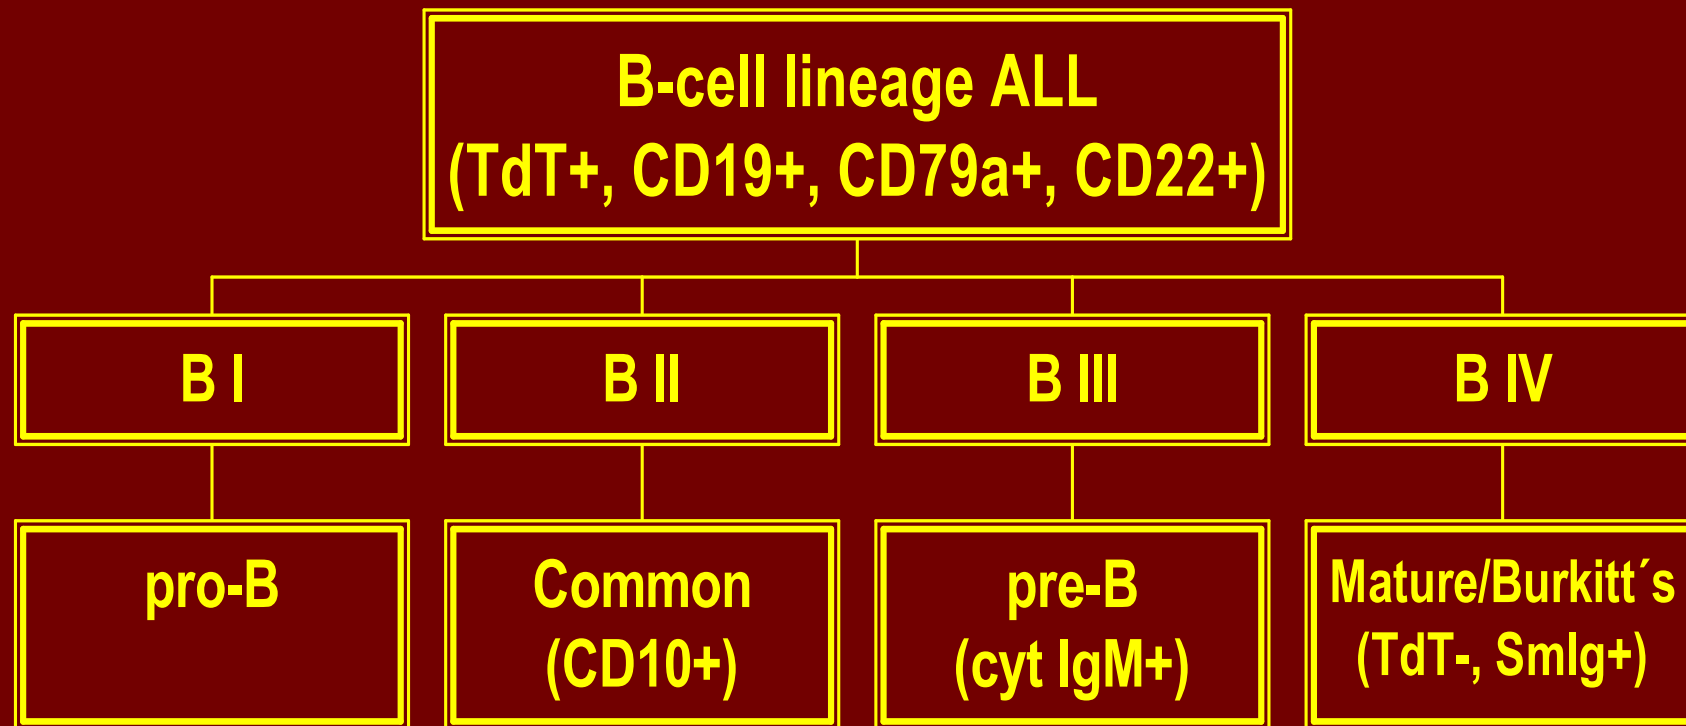 B-cell lineage ALL
(TdT+, CD19+, CD79a+, CD22+)
B I
B II
B III
B IV
pro-B
Common
(CD10+)
pre-B
(cyt IgM+)
Mature/Burkitt´s
(TdT-, SmIg+)